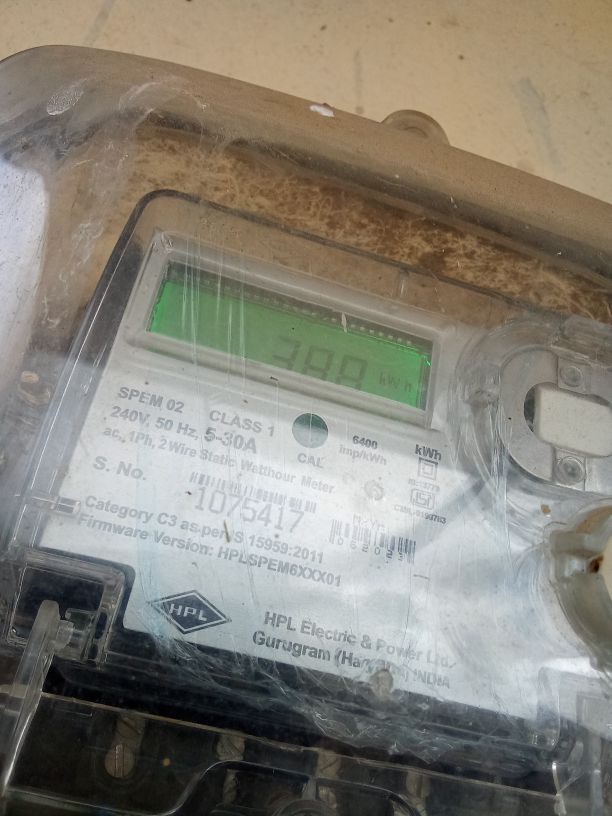 388 kWh
SPEM 02 CLASS 1
240V, 50 Hz, 5-30A
ac, 1Ph, 2 Wire Static Watthour Meter
CAL
6400
imp/kWh
kWh
S. No.
1075417
Category C3 as per IS 15959:2011
Firmware Version: HPLSPEM6XXX01
HPL
HPL Electric & Power Ltd.
Gurugram INDIA